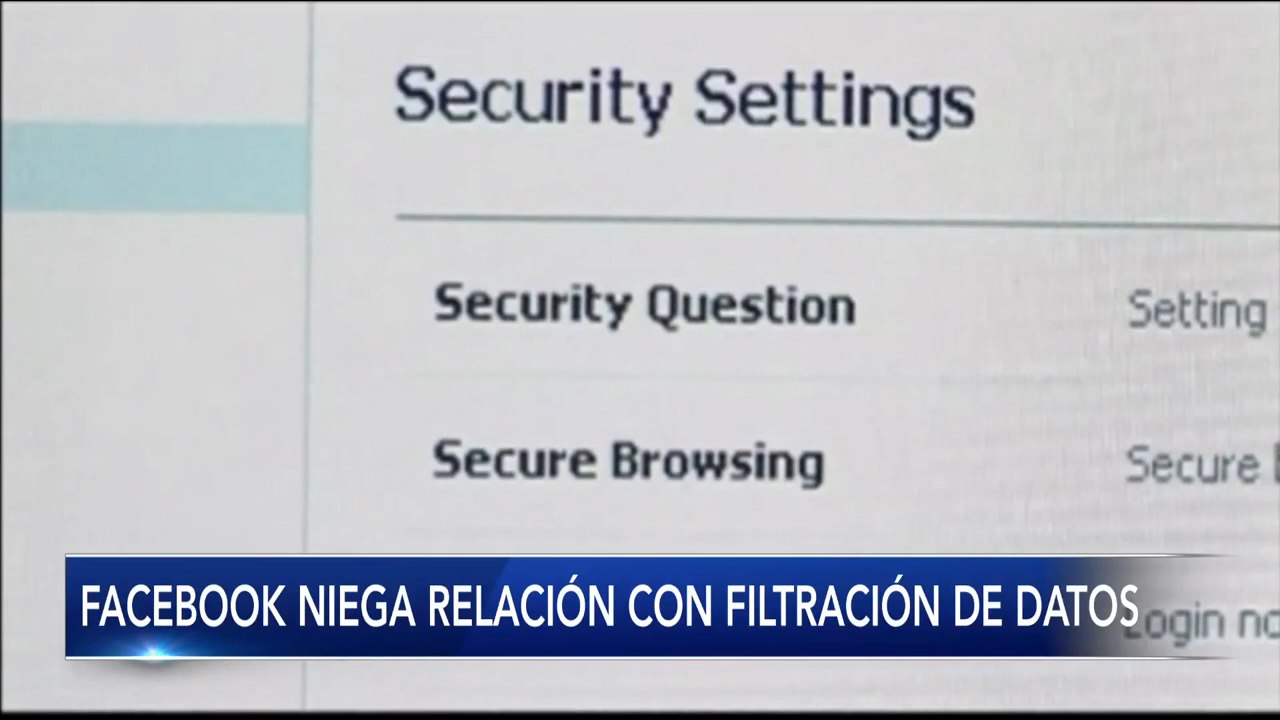 Security Settings
Security Question Setting
Secure Browsing Secure
FACEBOOK NIEGA RELACIÓN CON FILTRACIÓN DE DATOS
Login